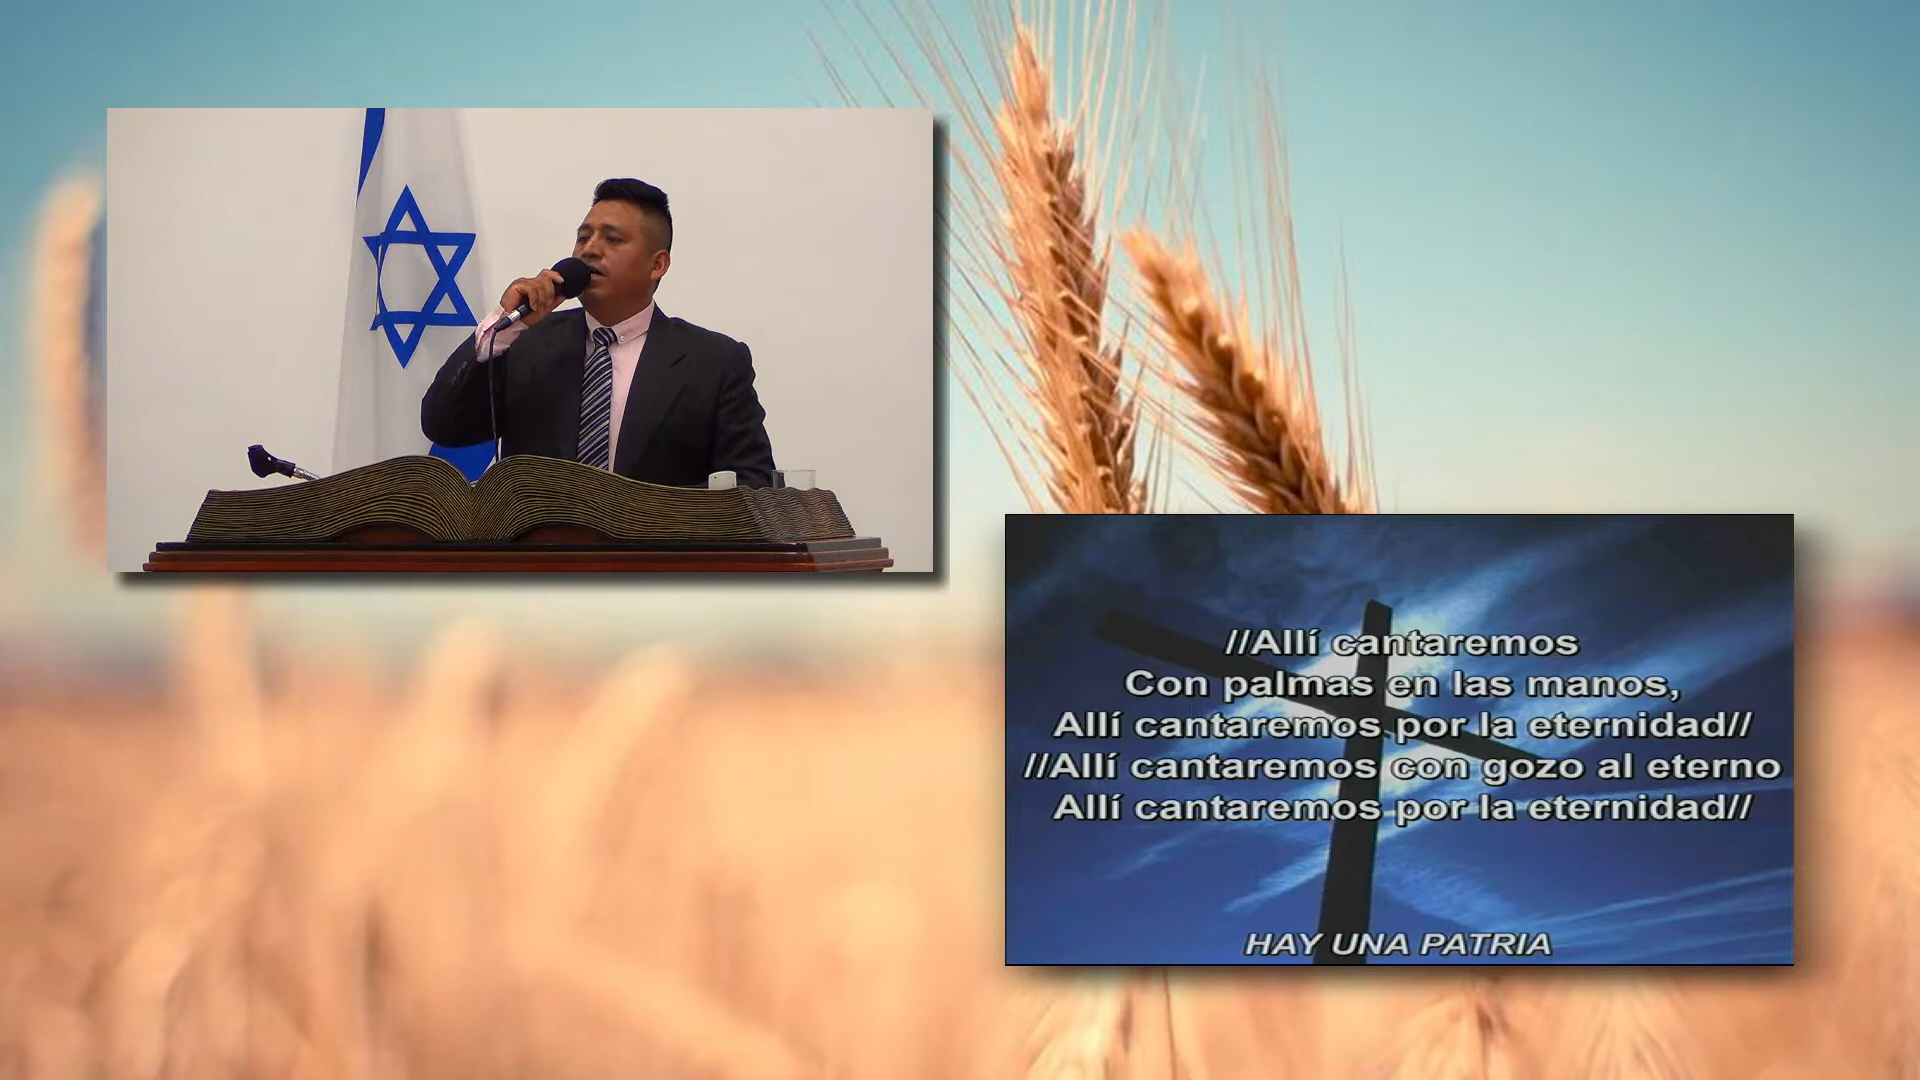 //Allí cantaremos
Con palmas en las manos,
Allí cantaremos por la eternidad//
//Allí cantaremos con gozo al eterno
Allí cantaremos por la eternidad//
HAY UNA PATRIA